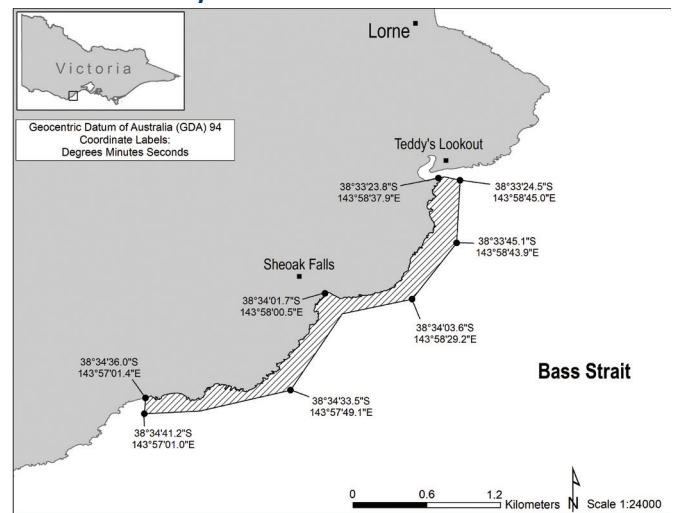 Lorne
Victoria
Geocentric Datum of Australia (GDA) 94
Coordinate Labels:
Degrees Minutes Seconds
Teddy's Lookout
38°33'23.8"S
143°58'37.9"E
38°33'24.5"S
143°58'45.0"E
38°33'45.1"S
143°58'43.9"E
Sheoak Falls
38°34'01.7"S
143°58'00.5"E
38°34'03.6"S
143°58'29.2"E
38°34'36.0"S
143°57'01.4"E
Bass Strait
38°34'33.5"S
143°57'49.1"E
38°34'41.2"S
143°57'01.0"E
0 0.6 1.2
Kilometers N Scale 1:24000